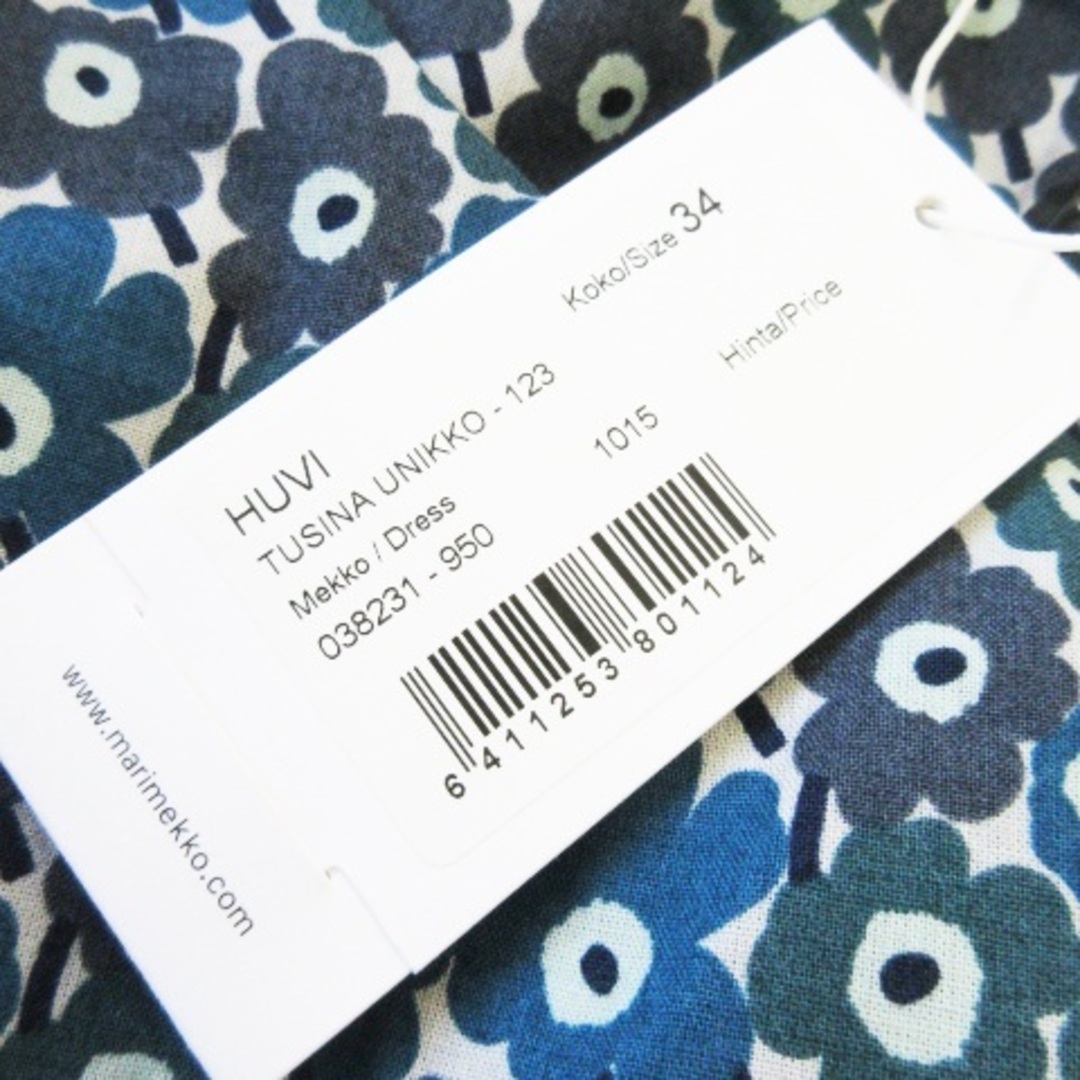 Koko/Size 34
Hinta/Price
HUVI
TUSINA UNIKKO - 123
Mekko / Dress
038231 - 950
1015
6 411253 801124
www.marimekko.com